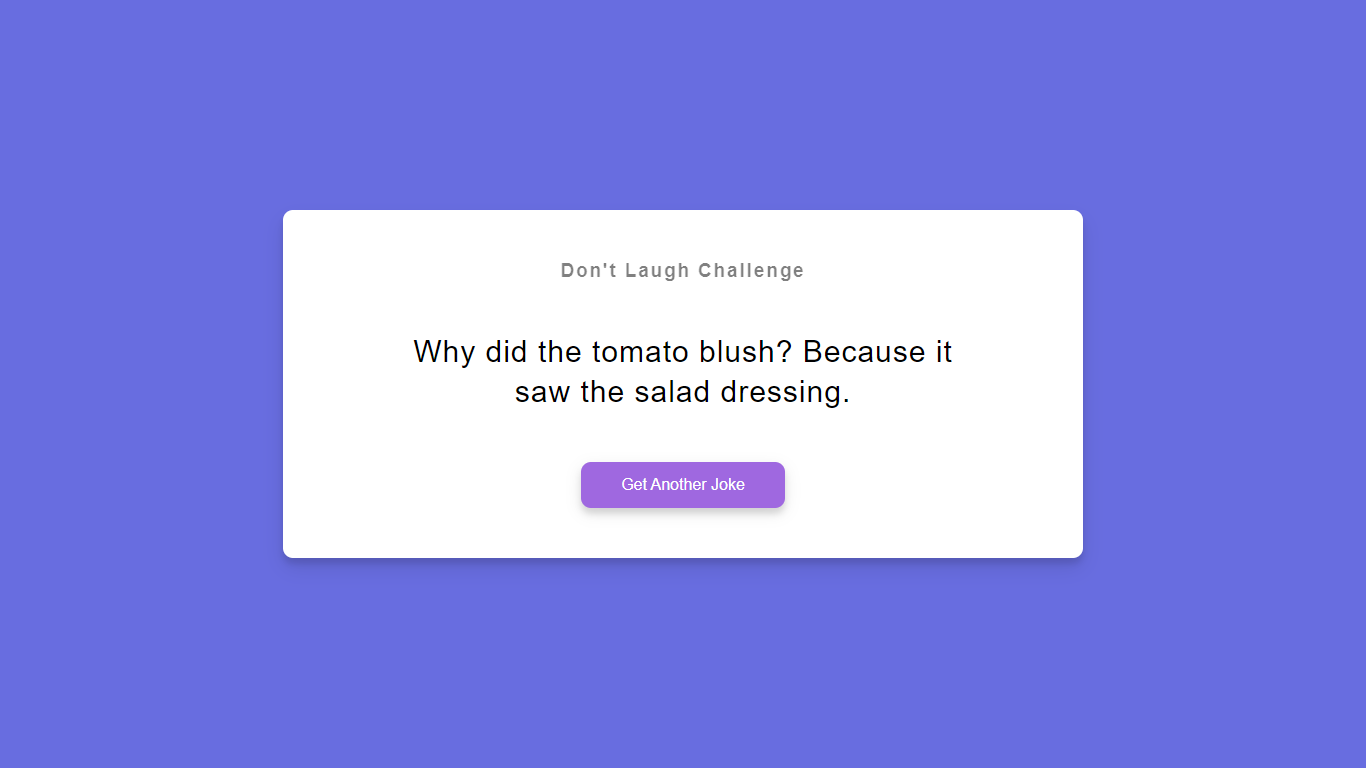 Don't Laugh Challenge
Why did the tomato blush? Because it
saw the salad dressing.
Get Another Joke